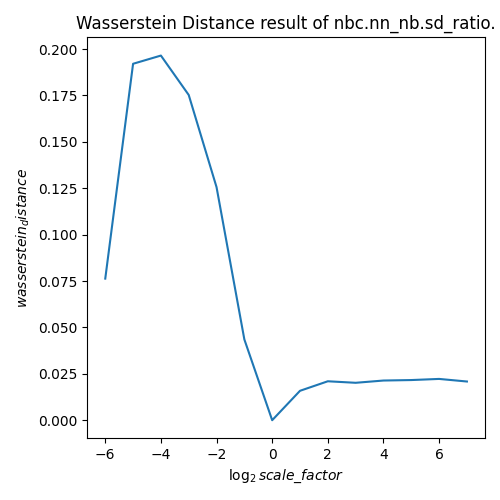 Wasserstein Distance result of nbc.nn_nb.sd_ratio.
0.200
0.175
0.150
0.125
0.100
0.075
0.050
0.025
0.000
wasserstein_distance
−6 −4 −2 0 2 4 6
log₂ scale_factor